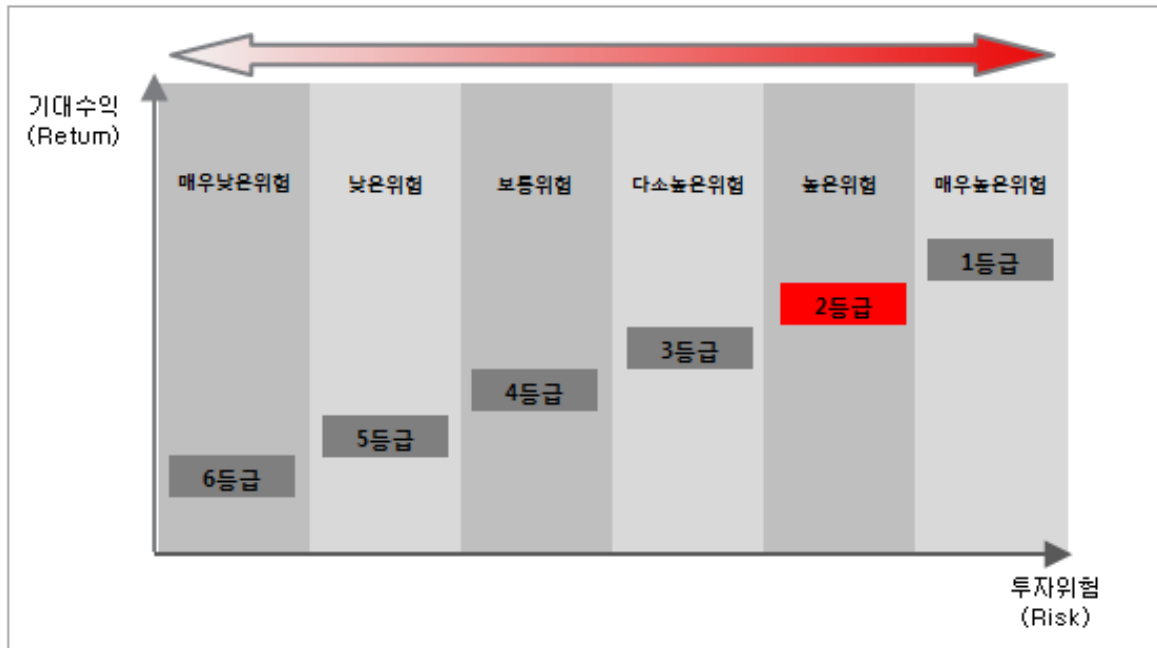 기대수익
(Return)
매우낮은위험
낮은위험
보통위험
다소높은위험
높은위험
매우높은위험
1등급
2등급
3등급
4등급
5등급
6등급
투자위험
(Risk)